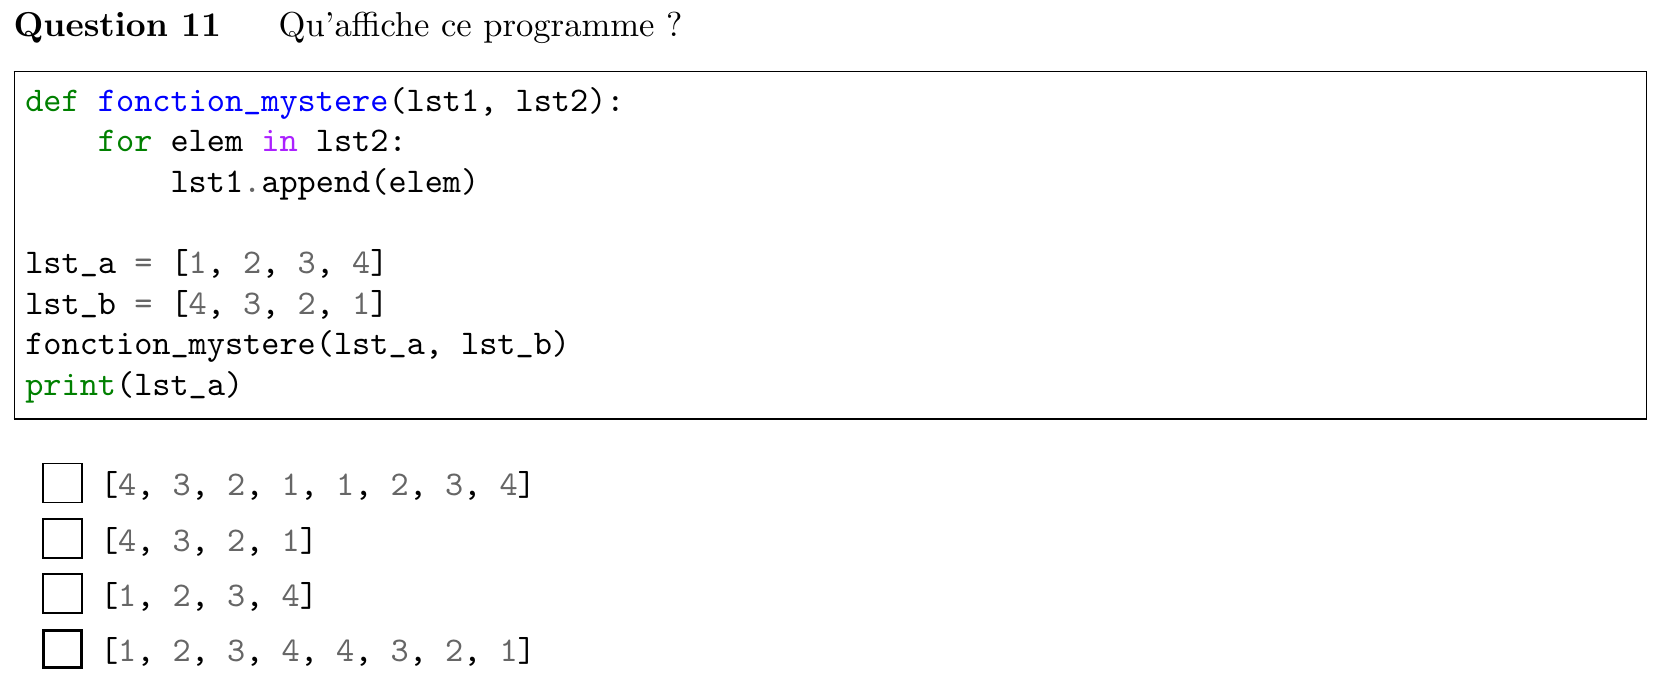 Question 11 Qu'affiche ce programme ?
def fonction_mystere(lst1, lst2):
    for elem in lst2:
        lst1.append(elem)
lst_a = [1, 2, 3, 4]
lst_b = [4, 3, 2, 1]
fonction_mystere(lst_a, lst_b)
print(lst_a)
[4, 3, 2, 1, 1, 2, 3, 4]
[4, 3, 2, 1]
[1, 2, 3, 4]
[1, 2, 3, 4, 4, 3, 2, 1]